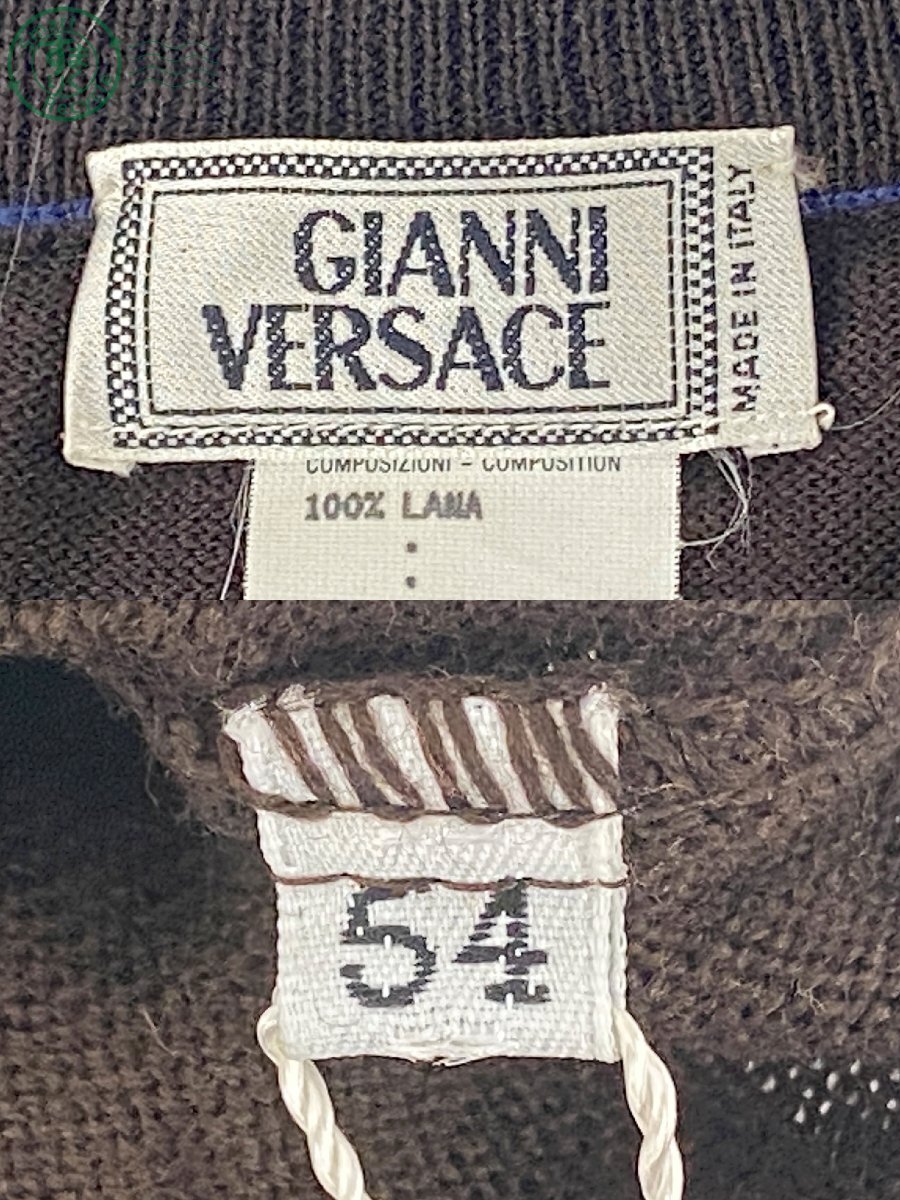 GIANNI
VERSACE
MADE IN ITALY
COMPOSIZIONI - COMPOSITION
100% LANA
54